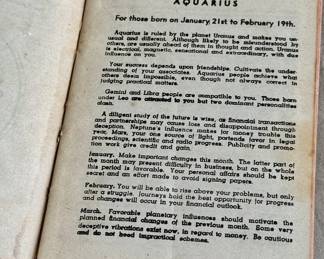 AQUARIUS
For those born on January 21st to February 19th.
Aquarius is ruled by the planet Uranus and makes you un-
usual and different. Although likely to be misunderstood by
others, are usually ahead of them in thought and action. Uranus
is electrical, magnetic, sensational and extraordinary, with due
influence on you.
Your success depends upon friendships. Cultivate the under-
standing of your associates. Aquarius people achieve what
others deem impossible, even though not always correct in
judging practical matters.
Gemini and Libra people are compatible to you. Those born
under Leo are attracted to you but two dominant personalities
clash.
A diligent study of the future is wise, as financial transactions
and partnerships may cause loss and disappointment through
deception. Neptune's influence makes for money trouble this
year. Mars, your one source of light, portends favor in legal
proceedings, scientific and radio progress. Publicity and promo-
tion work give credit and gain.
January. Make important changes this month. The latter part of
the month may present difficulty in business, but on the whole
this period is favorable. Your personal affairs should be kept
secret and an effort made to avoid signing papers.
February. You will be able to rise above your problems, but only
after a struggle. You should seek the best opportunity for progress
and changes will occur in your financial outlook.
March. Favorable planetary influences should motivate the
planned financial changes of the previous month. Some very
deceptive vibrations exist now, in regard to money. Be cautious
and do not heed impractical schemes.